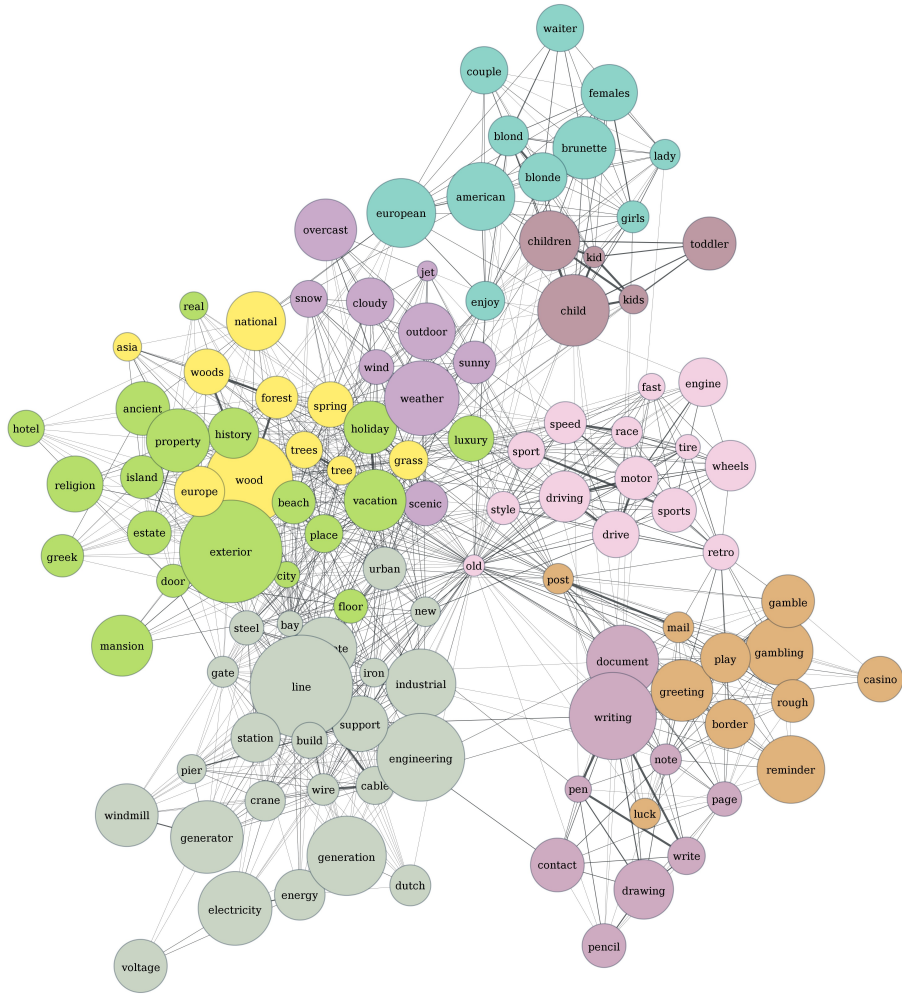 waiter
couple
females
blond
brunette
lady
blonde
american
european
girls
overcast
children
toddler
kid
jet
snow
cloudy
enjoy
kids
real
child
national
outdoor
asia
sunny
wind
woods
engine
fast
forest
weather
spring
ancient
speed
hotel
holiday
race
history
property
luxury
tire
trees
sport
grass
wheels
tree
island
motor
wood
religion
europe
driving
beach
vacation
scenic
style
sports
estate
place
drive
exterior
retro
greek
old
urban
city
door
post
gamble
floor
new
bay
steel
mail
mansion
te
gambling
play
document
gate
iron
casino
line
industrial
greeting
rough
writing
support
border
station
build
engineering
note
pier
reminder
cable
wire
pen
crane
page
windmill
luck
generator
generation
write
contact
dutch
drawing
energy
electricity
pencil
voltage